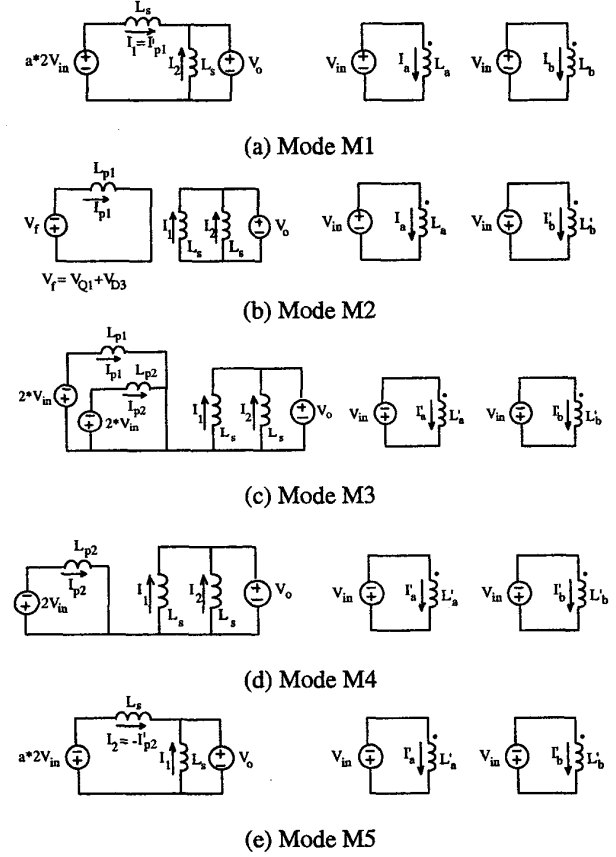 L_s
I_1=I'_p1
a*2V_in
I_2
L_s
V_o
V_in
I_a
L_a
V_in
I_b
L_b
(a) Mode M1
L_p1
I_p1
V_f
V_f = V_Q1+V_D3
I_1
L_s
I_2
L_s
V_o
V_in
I_a
L_a
V_in
I'_b
L'_b
(b) Mode M2
L_p1
I_p1
L_p2
I_p2
2*V_in
2*V_in
I_1
L_s
I_2
L_s
V_o
V_in
I'_a
L'_a
V_in
I'_b
L'_b
(c) Mode M3
L_p2
I_p2
2V_in
I_1
L_s
I_2
L_s
V_o
V_in
I'_a
L'_a
V_in
I'_b
L'_b
(d) Mode M4
L_s
I_2 = -I'_p2
a*2V_in
I_1
L_s
V_o
V_in
I'_a
L'_a
V_in
I'_b
L'_b
(e) Mode M5